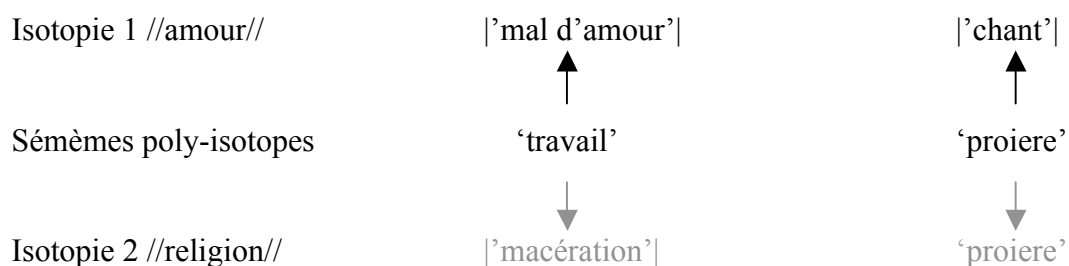 Isotopie 1 //amour// |’mal d’amour’| |’chant’|
Sémèmes poly-isotopes ‘travail’ ‘proiere’
Isotopie 2 //religion// |’macération’| ‘proiere’